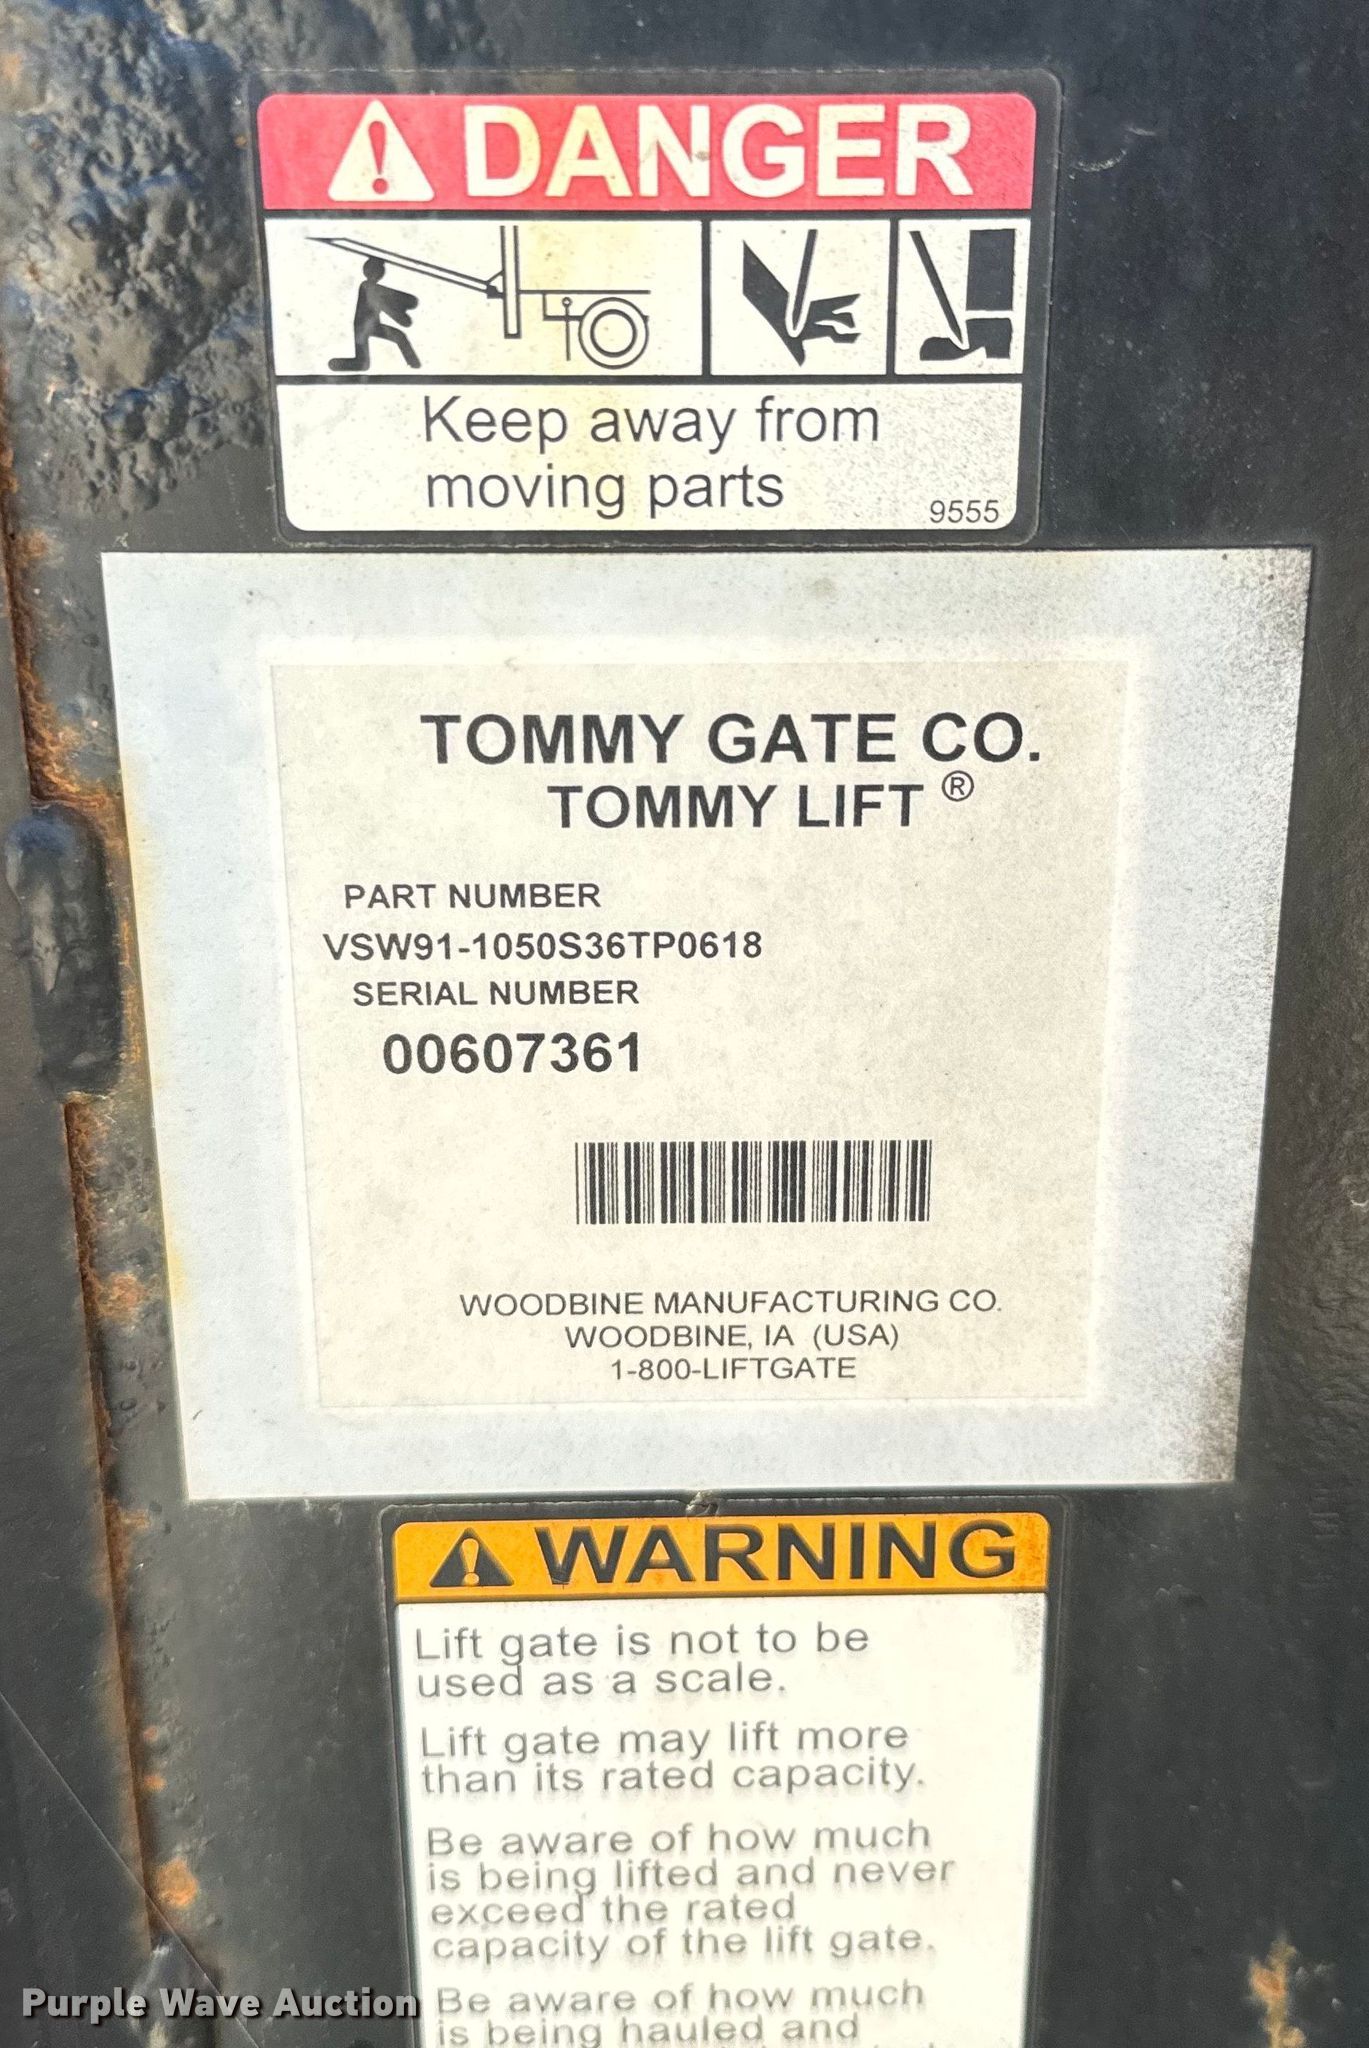 DANGER
Keep away from
moving parts
9555
TOMMY GATE CO.
TOMMY LIFT ®
PART NUMBER
VSW91-1050S36TP0618
SERIAL NUMBER
00607361
WOODBINE MANUFACTURING CO.
WOODBINE, IA (USA)
1-800-LIFTGATE
WARNING
Lift gate is not to be
used as a scale.
Lift gate may lift more
than its rated capacity.
Be aware of how much
is being lifted and never
exceed the rated
capacity of the lift gate.
Be aware of how much
is being hauled and
Purple Wave Auction